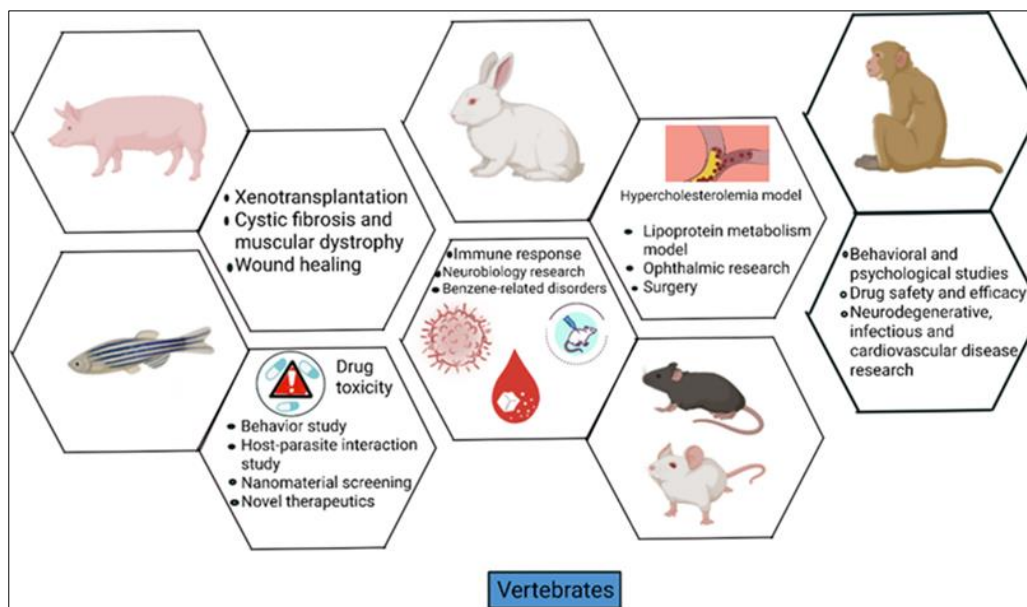 Xenotransplantation
Cystic fibrosis and
muscular dystrophy
Wound healing
Drug
toxicity
Behavior study
Host-parasite interaction
study
Nanomaterial screening
Novel therapeutics
Immune response
Neurobiology research
Benzene-related disorders
Hypercholesterolemia model
Lipoprotein metabolism
model
Ophthalmic research
Surgery
Behavioral and
psychological studies
Drug safety and efficacy
Neurodegenerative,
infectious and
cardiovascular disease
research
Vertebrates